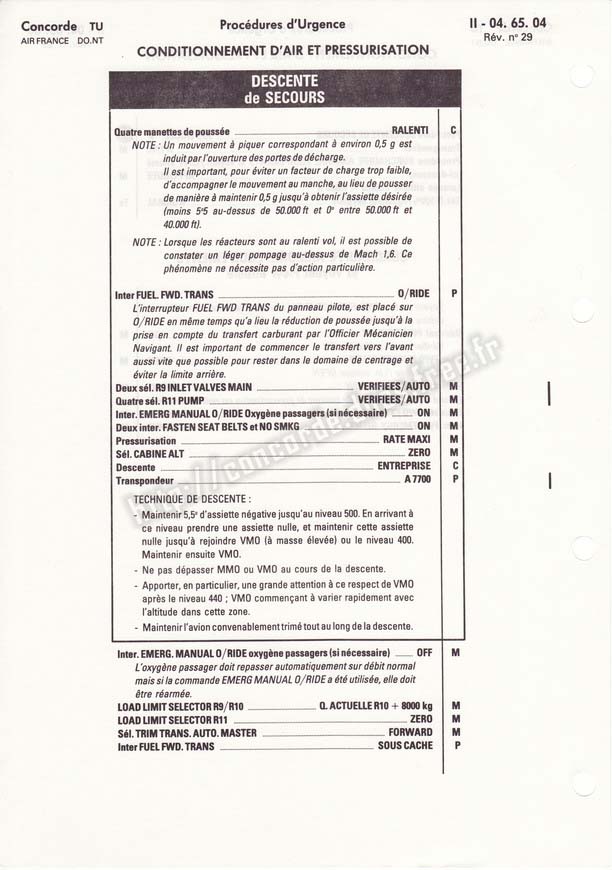 Concorde TU
AIR FRANCE DO.NT
Procédures d'Urgence
II - 04. 65. 04
Rév. n° 29
CONDITIONNEMENT D'AIR ET PRESSURISATION
DESCENTE
de SECOURS
Quatre manettes de poussée RALENTI C
NOTE : Un mouvement à piquer correspondant à environ 0,5 g est
induit par l'ouverture des portes de décharge.
Il est important, pour éviter un facteur de charge trop faible,
d'accompagner le mouvement au manche, au lieu de pousser
de manière à maintenir 0,5 g jusqu'à obtenir l'assiette désirée
(moins 5°5 au-dessus de 50.000 ft et 0° entre 50.000 ft et
40.000 ft).
NOTE : Lorsque les réacteurs sont au ralenti vol, il est possible de
constater un léger pompage au-dessus de Mach 1,6. Ce
phénomène ne nécessite pas d'action particulière.
Inter FUEL. FWD. TRANS O/RIDE P
L'interrupteur FUEL FWD TRANS du panneau pilote, est placé sur
O/RIDE en même temps qu'a lieu la réduction de poussée jusqu'à la
prise en compte du transfert carburant par l'Officier Mécanicien
Navigant. Il est important de commencer le transfert vers l'avant
aussi vite que possible pour rester dans le domaine de centrage et
éviter la limite arrière.
Deux sél. R9 INLET VALVES MAIN VERIFIEES/AUTO M
Quatre sél. R11 PUMP VERIFIEES/AUTO M
Inter. EMERG MANUAL O/RIDE Oxygène passagers (si nécessaire) ON M
Deux inter. FASTEN SEAT BELTS et NO SMKG ON M
Pressurisation RATE MAXI M
Sél. CABINE ALT ZERO M
Descente ENTREPRISE C
Transpondeur A 7700 P
TECHNIQUE DE DESCENTE :
- Maintenir 5,5° d'assiette négative jusqu'au niveau 500. En arrivant à
ce niveau prendre une assiette nulle, et maintenir cette assiette
nulle jusqu'à rejoindre VMO (à masse élevée) ou le niveau 400.
Maintenir ensuite VMO.
- Ne pas dépasser MMO ou VMO au cours de la descente.
- Apporter, en particulier, une grande attention à ce respect de VMO
après le niveau 440 ; VMO commençant à varier rapidement avec
l'altitude dans cette zone.
- Maintenir l'avion convenablement trimé tout au long de la descente.
Inter. EMERG. MANUAL O/RIDE oxygène passagers (si nécessaire) OFF M
L'oxygène passager doit repasser automatiquement sur débit normal
mais si la commande EMERG MANUAL O/RIDE a été utilisée, elle doit
être réarmée.
LOAD LIMIT SELECTOR R9/R10 Q. ACTUELLE R10 + 8000 kg M
LOAD LIMIT SELECTOR R11 ZERO M
Sél. TRIM TRANS. AUTO. MASTER FORWARD M
Inter FUEL FWD. TRANS SOUS CACHE P